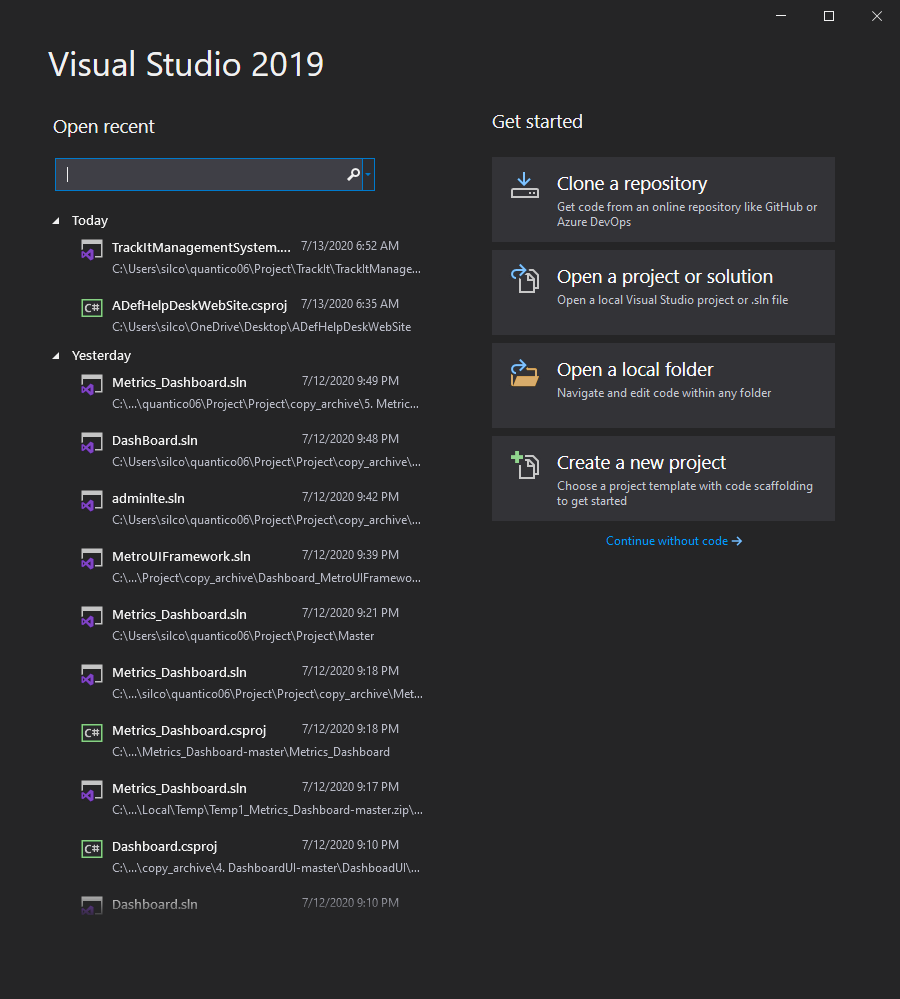 Visual Studio 2019
Open recent
Today
TrackItManagementSystem.... 7/13/2020 6:52 AM
C:\Users\silco\quantico06\Project\TrackIt\TrackItManage...
C# ADefHelpDeskWebSite.csproj 7/13/2020 6:35 AM
C:\Users\silco\OneDrive\Desktop\ADefHelpDeskWebSite
Yesterday
Metrics_Dashboard.sln 7/12/2020 9:49 PM
C:\...\quantico06\Project\Project\copy_archive\5. Metric...
DashBoard.sln 7/12/2020 9:48 PM
C:\Users\silco\quantico06\Project\Project\copy_archive\...
adminlte.sln 7/12/2020 9:42 PM
C:\Users\silco\quantico06\Project\Project\copy_archive\...
MetroUIFramework.sln 7/12/2020 9:39 PM
C:\...\Project\copy_archive\Dashboard_MetroUIFramewo...
Metrics_Dashboard.sln 7/12/2020 9:21 PM
C:\Users\silco\quantico06\Project\Project\Master
Metrics_Dashboard.sln 7/12/2020 9:18 PM
C:\...\silco\quantico06\Project\Project\copy_archive\Met...
C# Metrics_Dashboard.csproj 7/12/2020 9:18 PM
C:\...\Metrics_Dashboard-master\Metrics_Dashboard
Metrics_Dashboard.sln 7/12/2020 9:17 PM
C:\...\Local\Temp\Temp1_Metrics_Dashboard-master.zip\...
C# Dashboard.csproj 7/12/2020 9:10 PM
C:\...\copy_archive\4. DashboardUI-master\DashboadUI\...
Dashboard.sln 7/12/2020 9:10 PM
Get started
Clone a repository
Get code from an online repository like GitHub or
Azure DevOps
Open a project or solution
Open a local Visual Studio project or .sln file
Open a local folder
Navigate and edit code within any folder
Create a new project
Choose a project template with code scaffolding
to get started
Continue without code →